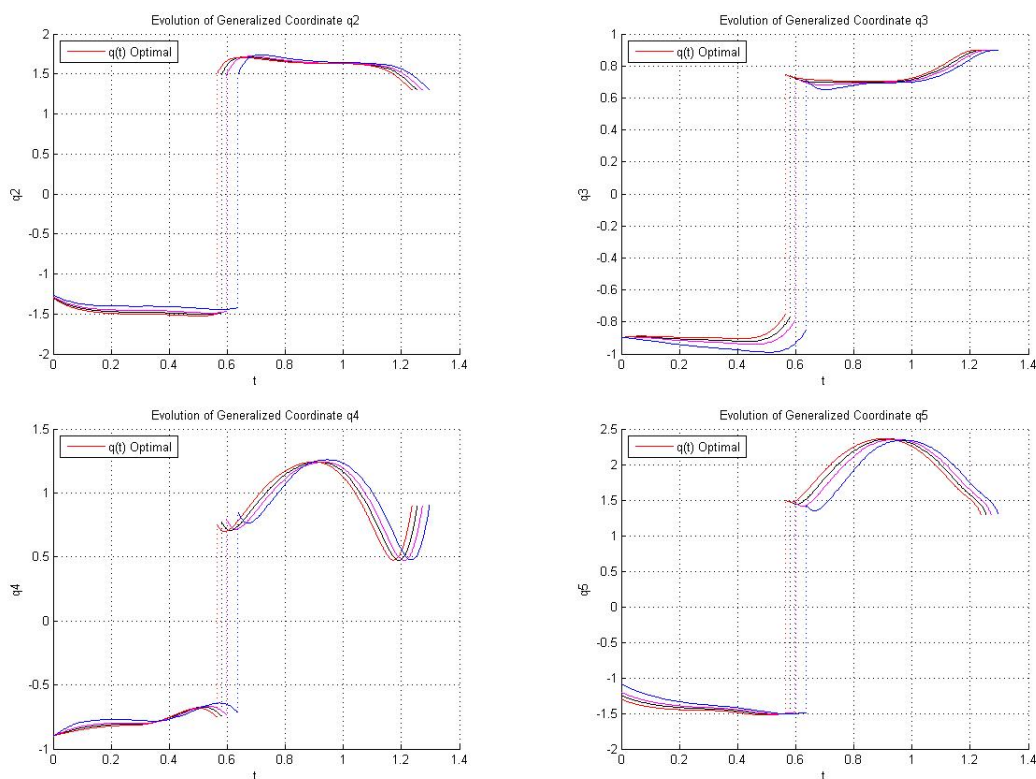 Evolution of Generalized Coordinate q2
q(t) Optimal
2
1.5
1
0.5
0
-0.5
-1
-1.5
-2
q2
0 0.2 0.4 0.6 0.8 1 1.2 1.4
t
Evolution of Generalized Coordinate q3
q(t) Optimal
1
0.8
0.6
0.4
0.2
0
-0.2
-0.4
-0.6
-0.8
-1
q3
0 0.2 0.4 0.6 0.8 1 1.2 1.4
t
Evolution of Generalized Coordinate q4
q(t) Optimal
1.5
1
0.5
0
-0.5
-1
q4
0 0.2 0.4 0.6 0.8 1 1.2 1.4
t
Evolution of Generalized Coordinate q5
q(t) Optimal
2.5
2
1.5
1
0.5
0
-0.5
-1
-1.5
-2
q5
0 0.2 0.4 0.6 0.8 1 1.2 1.4
t